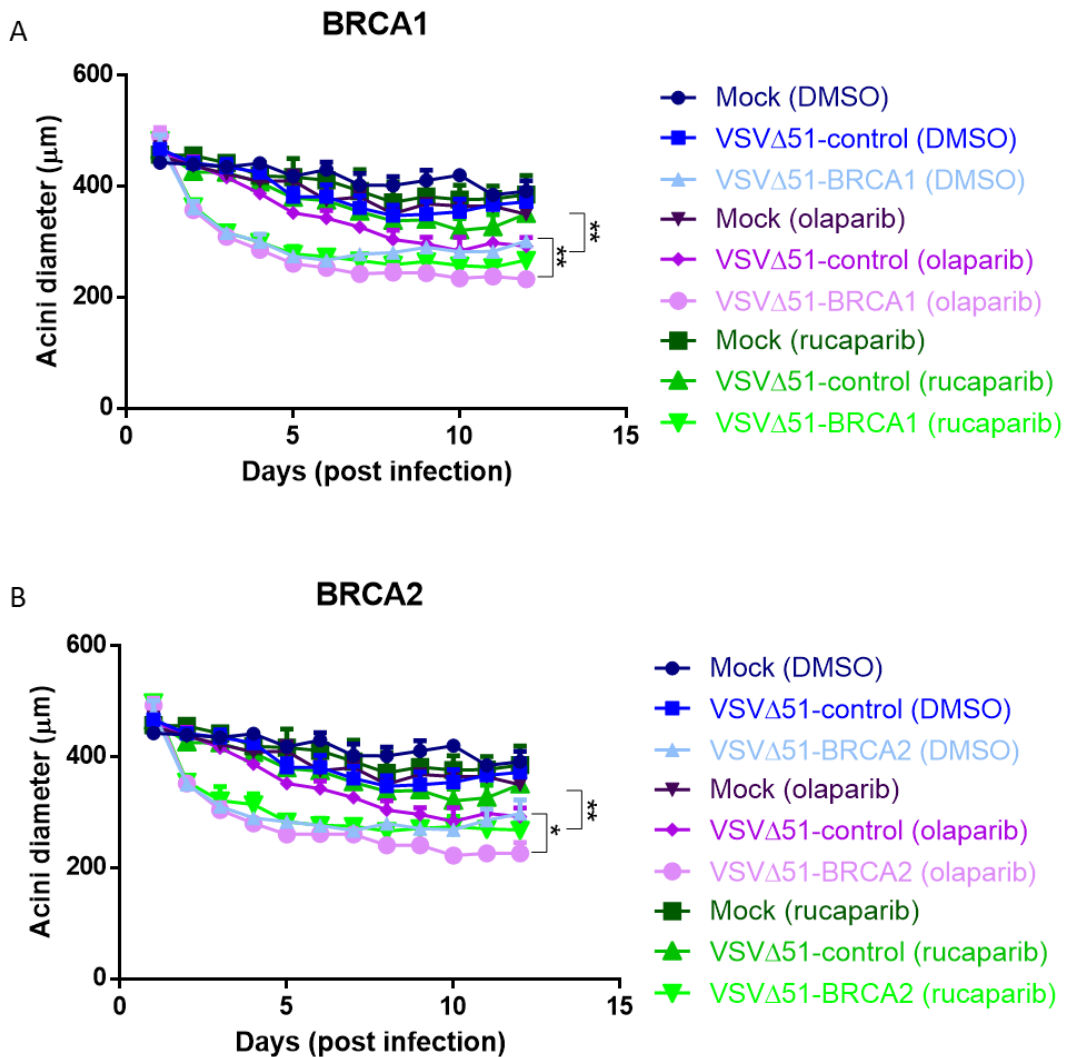 A
BRCA1
600
400
200
0
Acini diameter (μm)
0 5 10 15
Days (post infection)
**
**
Mock (DMSO)
VSVΔ51-control (DMSO)
VSVΔ51-BRCA1 (DMSO)
Mock (olaparib)
VSVΔ51-control (olaparib)
VSVΔ51-BRCA1 (olaparib)
Mock (rucaparib)
VSVΔ51-control (rucaparib)
VSVΔ51-BRCA1 (rucaparib)
B
BRCA2
600
400
200
0
Acini diameter (μm)
0 5 10 15
Days (post infection)
**
*
Mock (DMSO)
VSVΔ51-control (DMSO)
VSVΔ51-BRCA2 (DMSO)
Mock (olaparib)
VSVΔ51-control (olaparib)
VSVΔ51-BRCA2 (olaparib)
Mock (rucaparib)
VSVΔ51-control (rucaparib)
VSVΔ51-BRCA2 (rucaparib)